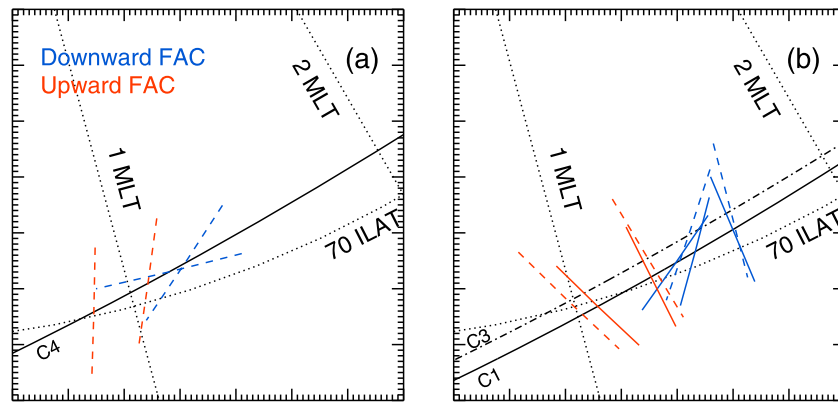 Downward FAC
Upward FAC
(a)
2 MLT
1 MLT
70 ILAT
C4
(b)
2 MLT
1 MLT
70 ILAT
C3
C1